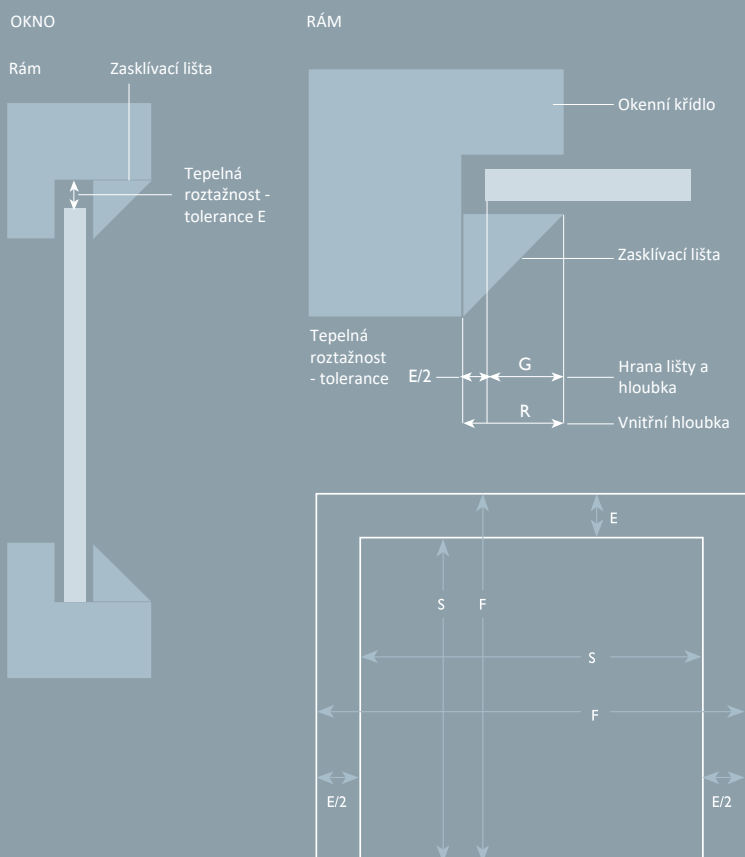 OKNO
Rám
Zasklívací lišta
Tepelná
roztažnost -
tolerance E
RÁM
Okenní křídlo
Zasklívací lišta
Tepelná
roztažnost
- tolerance
E/2
G
Hrana lišty a
hloubka
R
Vnitřní hloubka
E
S
F
S
F
E/2
E/2